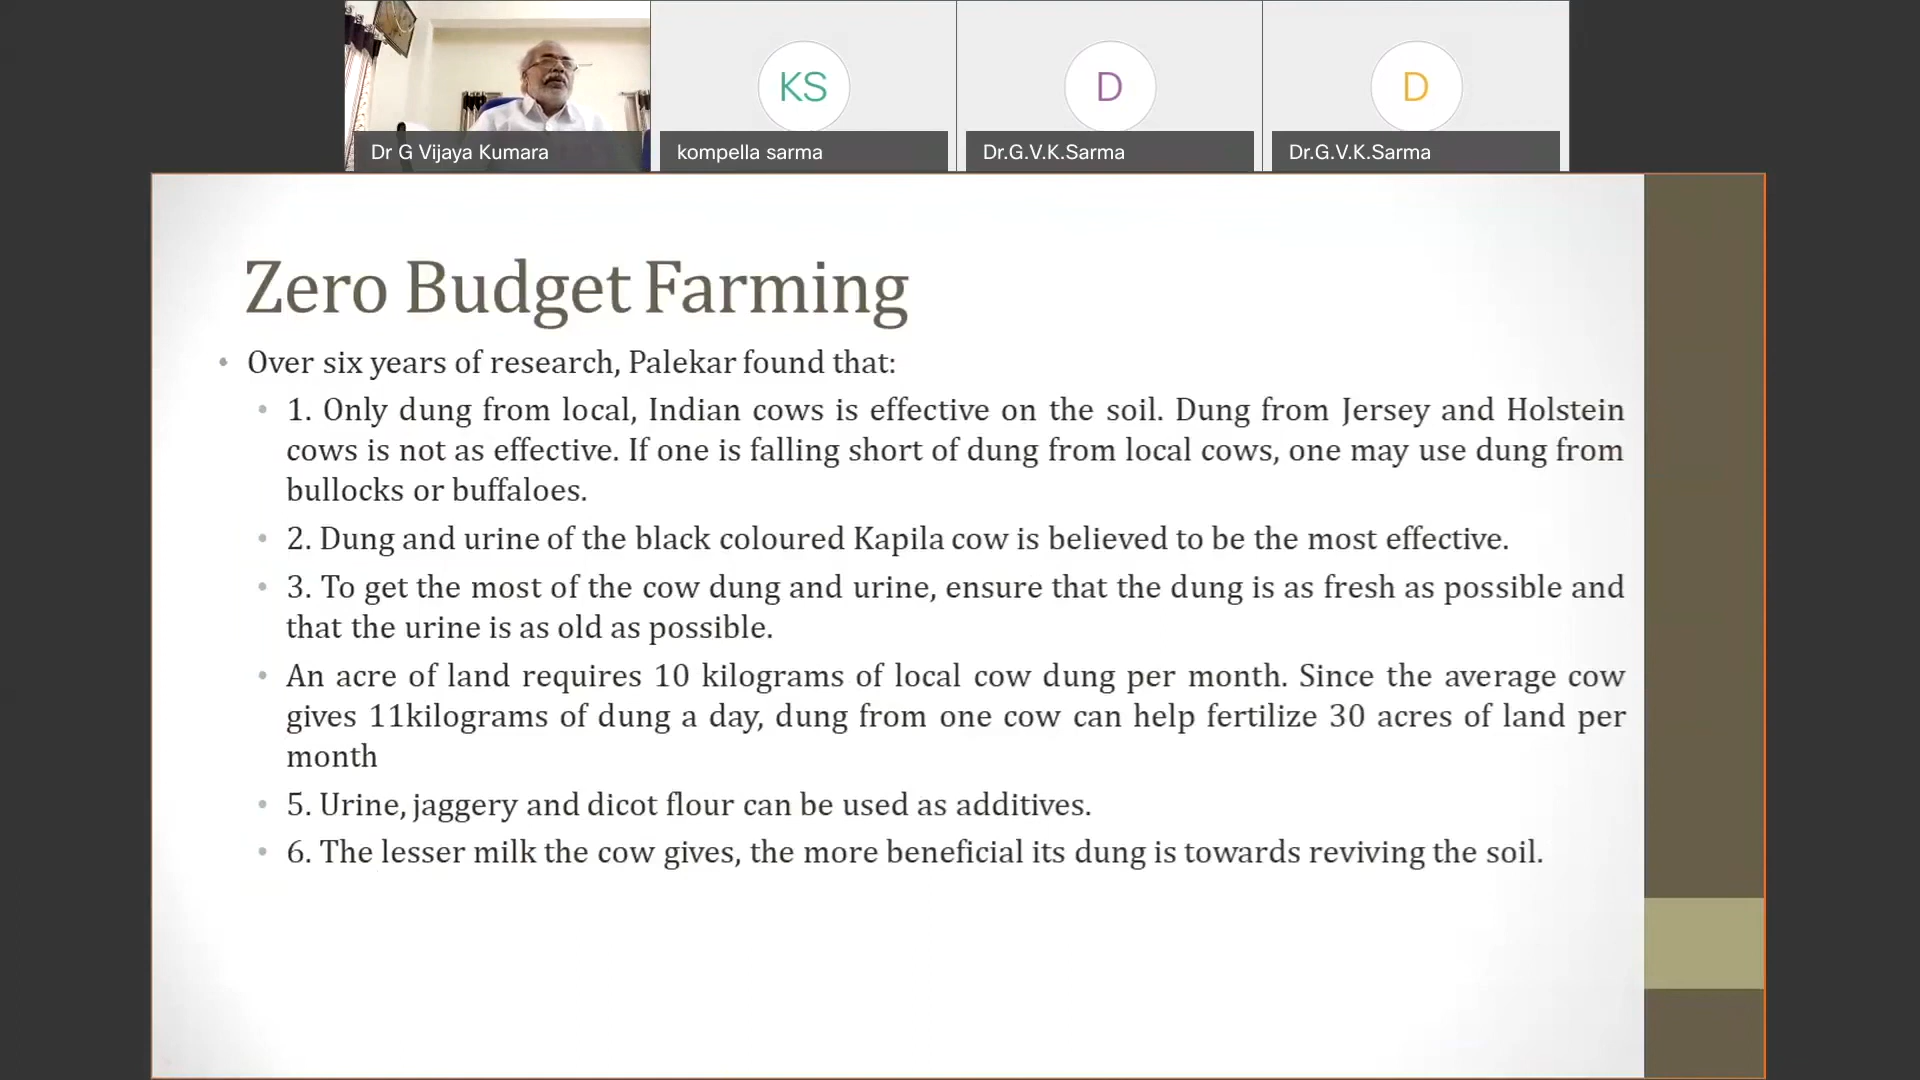 KS
D
D
Dr G Vijaya Kumara
kompella sarma
Dr.G.V.K.Sarma
Dr.G.V.K.Sarma
Zero Budget Farming
• Over six years of research, Palekar found that:
• 1. Only dung from local, Indian cows is effective on the soil. Dung from Jersey and Holstein
cows is not as effective. If one is falling short of dung from local cows, one may use dung from
bullocks or buffaloes.
• 2. Dung and urine of the black coloured Kapila cow is believed to be the most effective.
• 3. To get the most of the cow dung and urine, ensure that the dung is as fresh as possible and
that the urine is as old as possible.
• An acre of land requires 10 kilograms of local cow dung per month. Since the average cow
gives 11kilograms of dung a day, dung from one cow can help fertilize 30 acres of land per
month
• 5. Urine, jaggery and dicot flour can be used as additives.
• 6. The lesser milk the cow gives, the more beneficial its dung is towards reviving the soil.